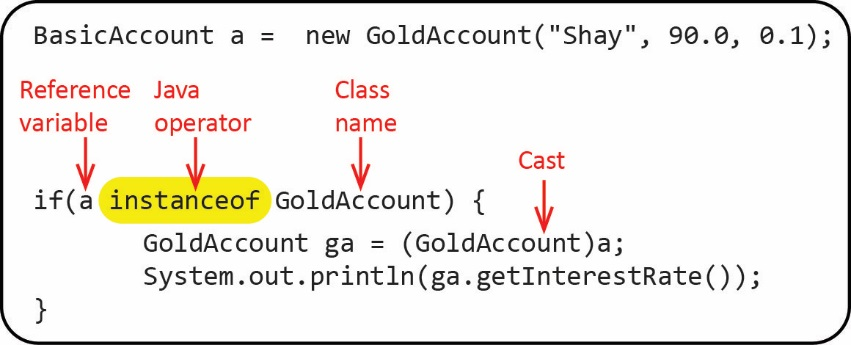 BasicAccount a =  new GoldAccount("Shay", 90.0, 0.1);
Reference variable
Java operator
Class name
Cast
if(a instanceof GoldAccount) {
GoldAccount ga = (GoldAccount)a;
System.out.println(ga.getInterestRate());
}